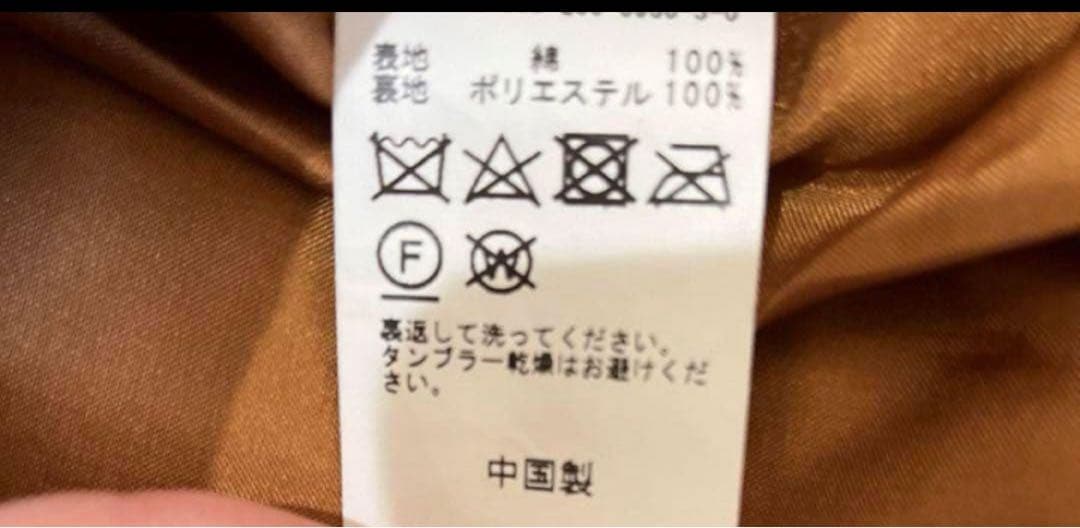 表地 綿 100%
裏地 ポリエステル 100%
F W
裏返して洗ってください。
タンブラー乾燥はお避けくだ
さい。
中国製